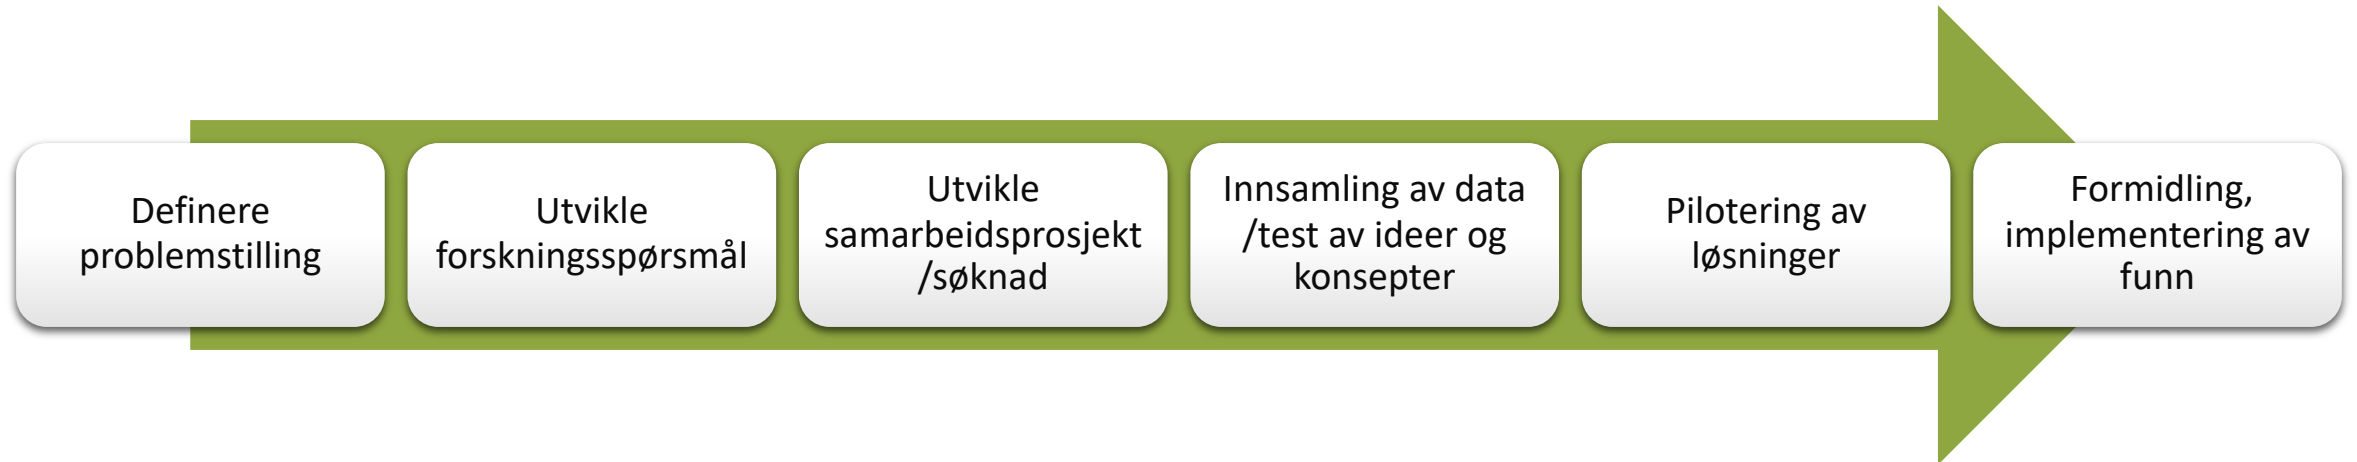 Definere
problemstilling
Utvikle
forskningsspørsmål
Utvikle
samarbeidsprosjekt
/søknad
Innsamling av data
/test av ideer og
konsepter
Pilotering av
løsninger
Formidling,
implementering av
funn